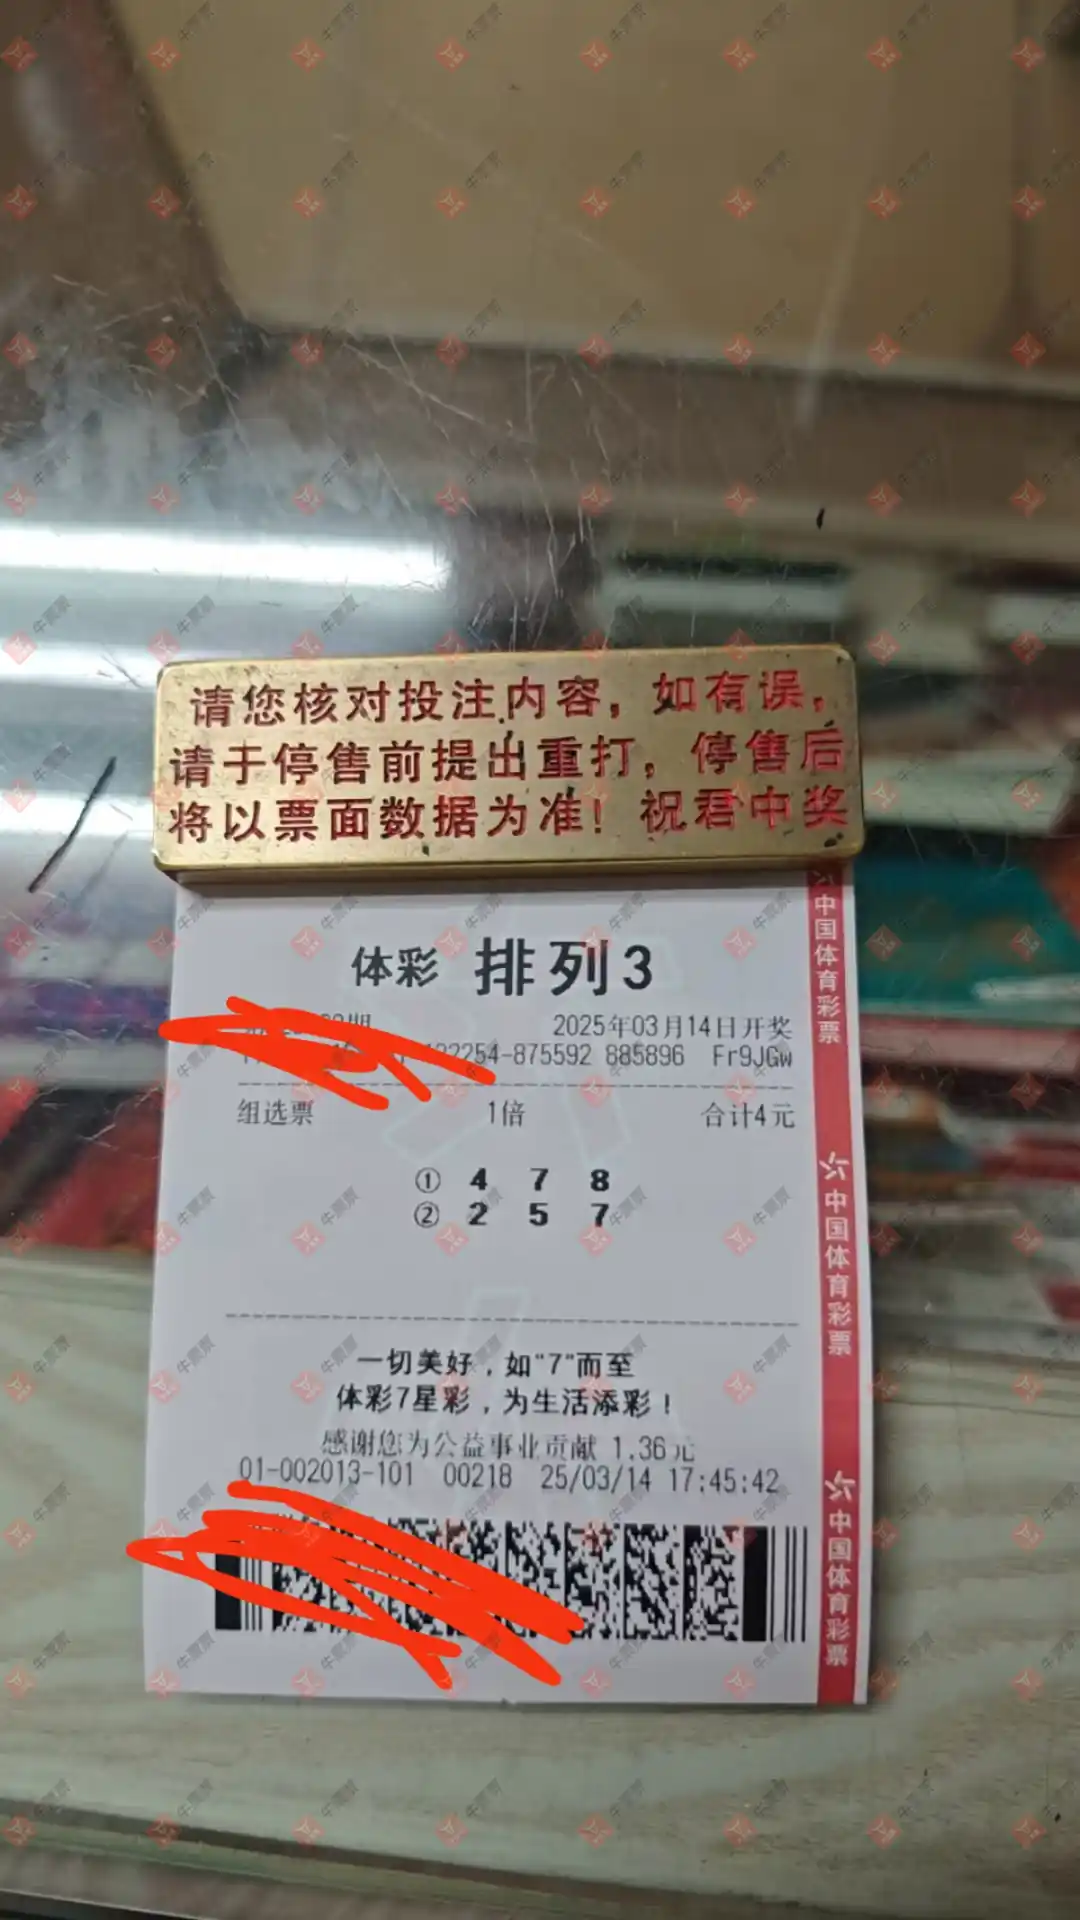 请您核对投注内容，如有误，
请于停售前提出重打，停售后
将以票面数据为准！祝君中奖
体彩 排列3
期 2025年03月14日开奖
132254-875592 885896 Fr9JGw
组选票 1倍 合计4元
① 4 7 8
② 2 5 7
一切美好，如“7”而至
体彩7星彩，为生活添彩！
感谢您为公益事业贡献 1.36元
01-002013-101 00218 25/03/14 17:45:42
中国体育彩票
中国体育彩票
中国体育彩票
牛票票